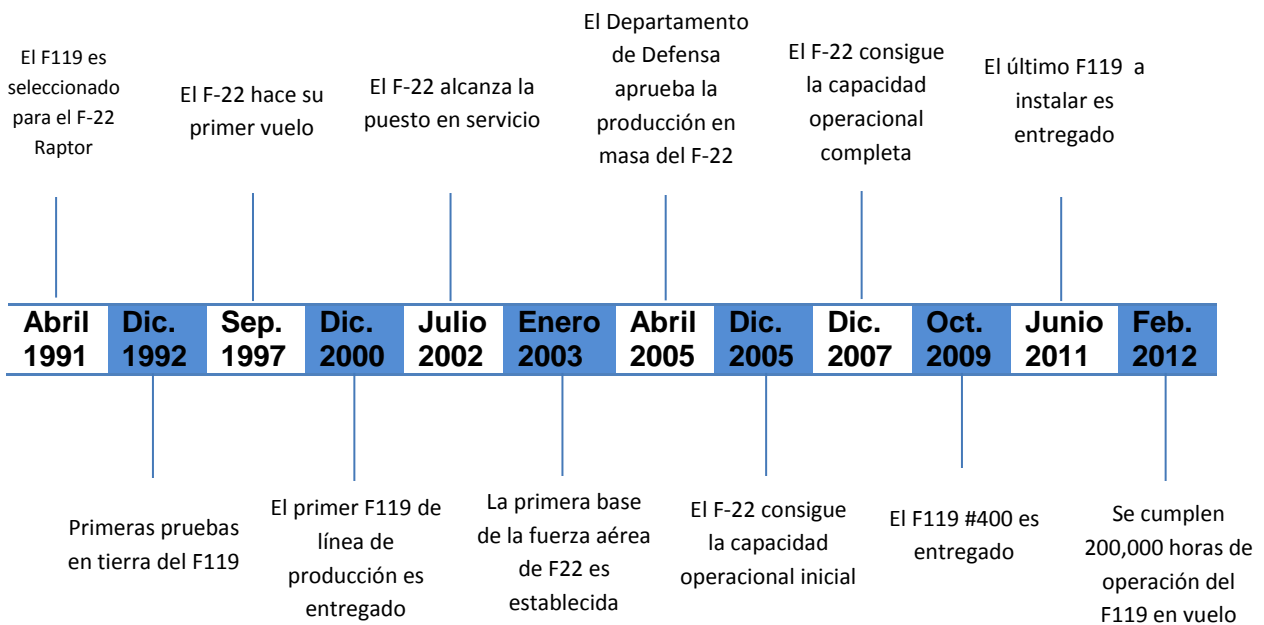 El F119 es
seleccionado
para el F-22
Raptor
El F-22 hace su
primer vuelo
El F-22 alcanza la
puesto en servicio
El Departamento
de Defensa
aprueba la
producción en
masa del F-22
El F-22 consigue
la capacidad
operacional
completa
El último F119 a
instalar es
entregado
Abril
1991
Dic.
1992
Sep.
1997
Dic.
2000
Julio
2002
Enero
2003
Abril
2005
Dic.
2005
Dic.
2007
Oct.
2009
Junio
2011
Feb.
2012
Primeras pruebas
en tierra del F119
El primer F119 de
línea de
producción es
entregado
La primera base
de la fuerza aérea
de F22 es
establecida
El F-22 consigue
la capacidad
operacional inicial
El F119 #400 es
entregado
Se cumplen
200,000 horas de
operación del
F119 en vuelo